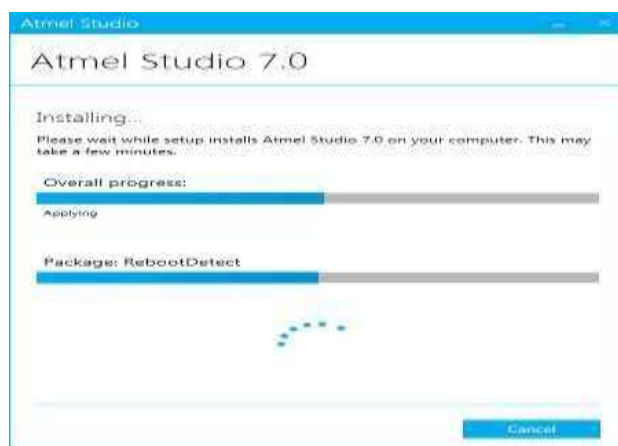 Atmel Studio
Atmel Studio 7.0
Installing...
Please wait while setup installs Atmel Studio 7.0 on your computer. This may
take a few minutes.
Overall progress:
Applying
Package: RebootDetect
Cancel